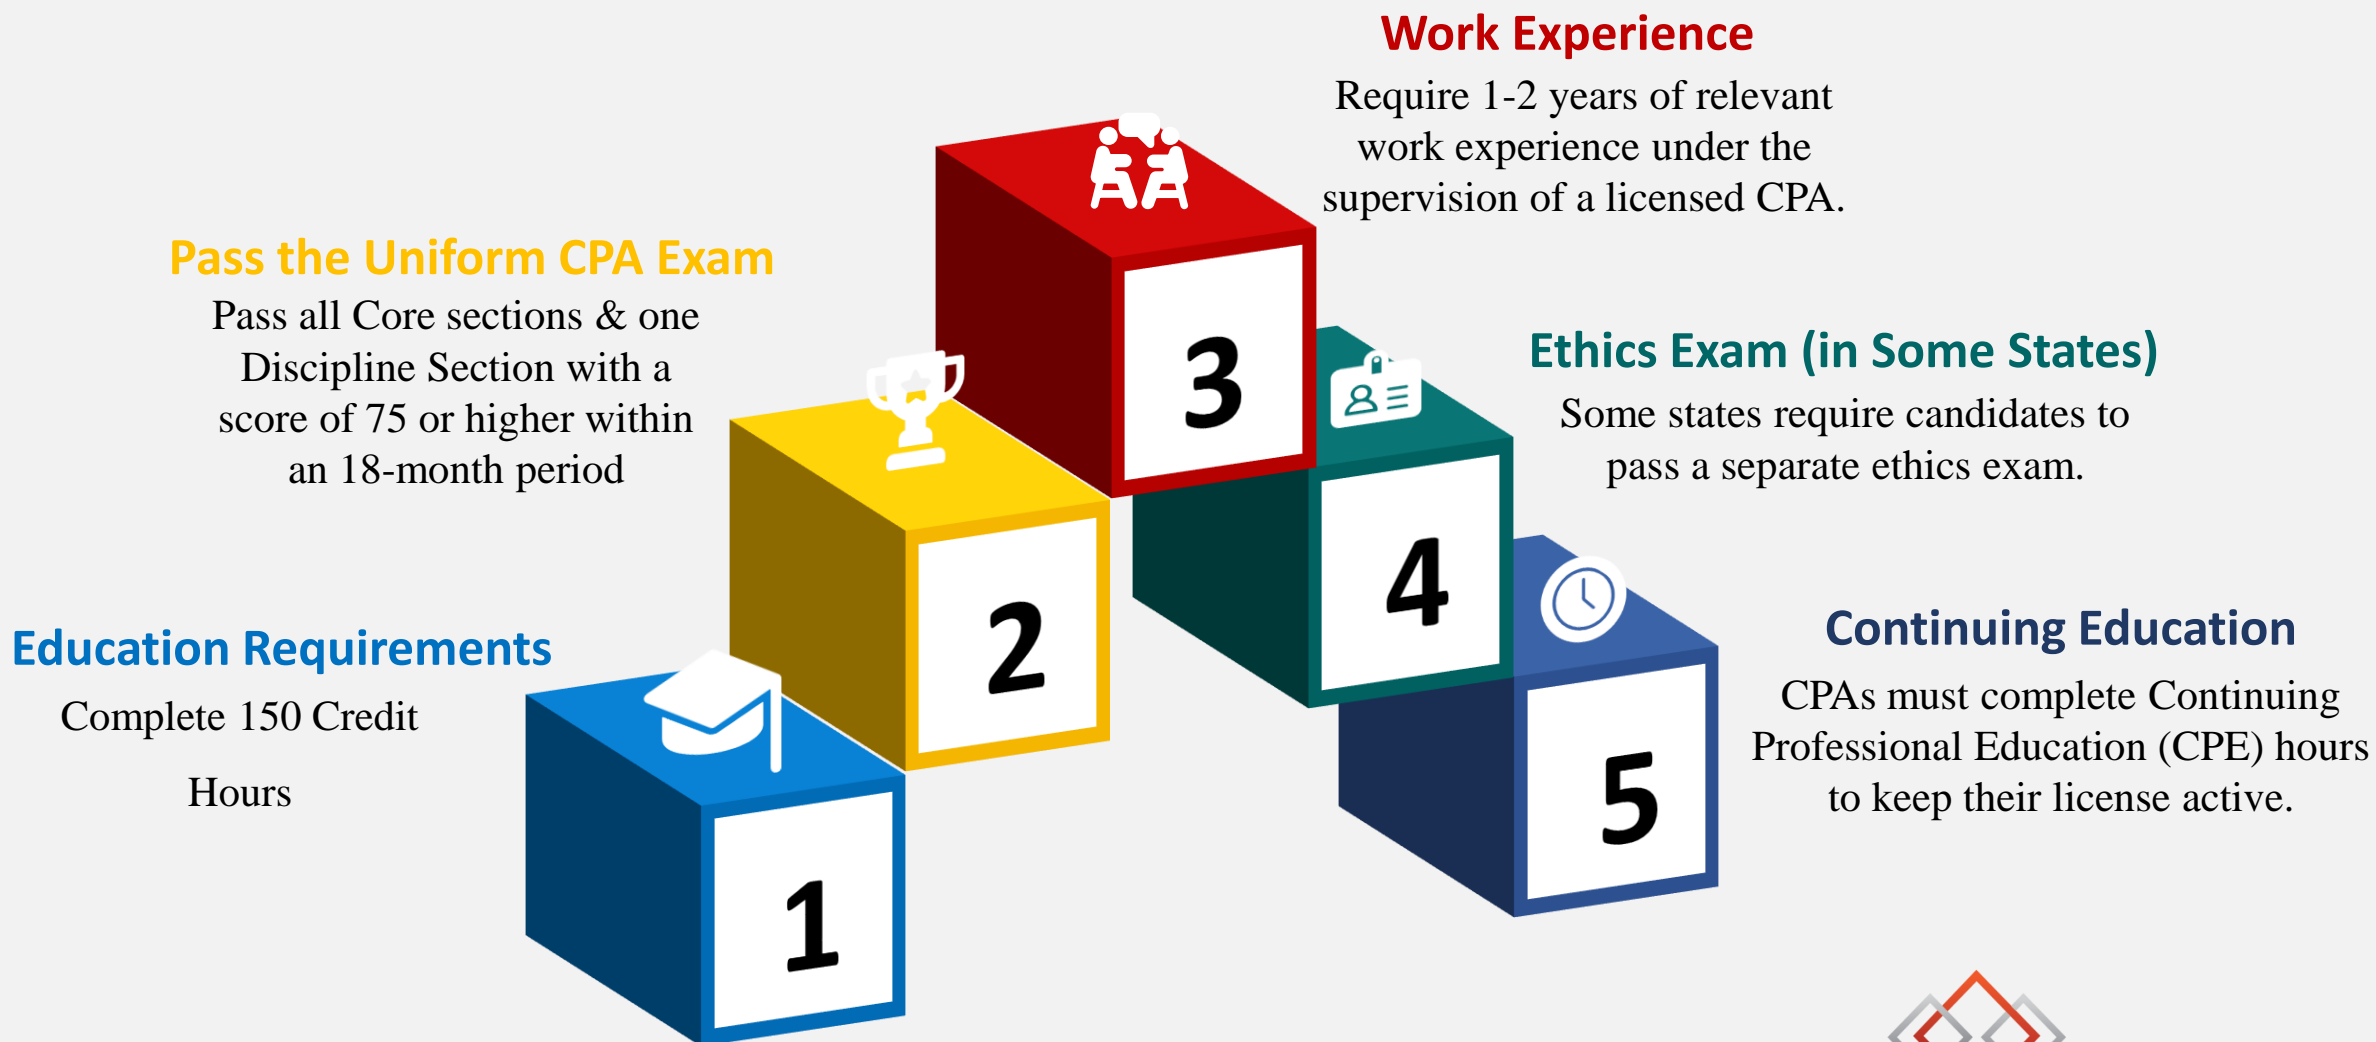 Work Experience
Require 1-2 years of relevant
work experience under the
supervision of a licensed CPA.
Pass the Uniform CPA Exam
Pass all Core sections & one
Discipline Section with a
score of 75 or higher within
an 18-month period
Ethics Exam (in Some States)
Some states require candidates to
pass a separate ethics exam.
Education Requirements
Complete 150 Credit
Hours
Continuing Education
CPAs must complete Continuing
Professional Education (CPE) hours
to keep their license active.
3
4
2
5
1